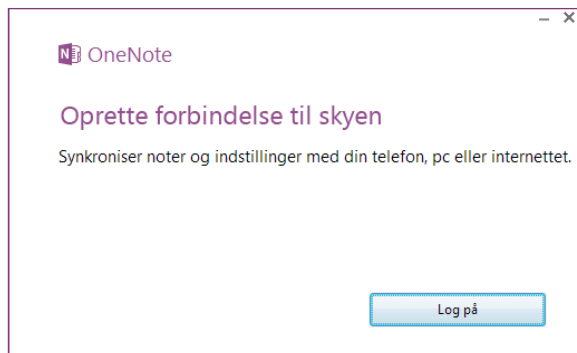 OneNote
Oprette forbindelse til skyen
Synkroniser noter og indstillinger med din telefon, pc eller internettet.
Log på